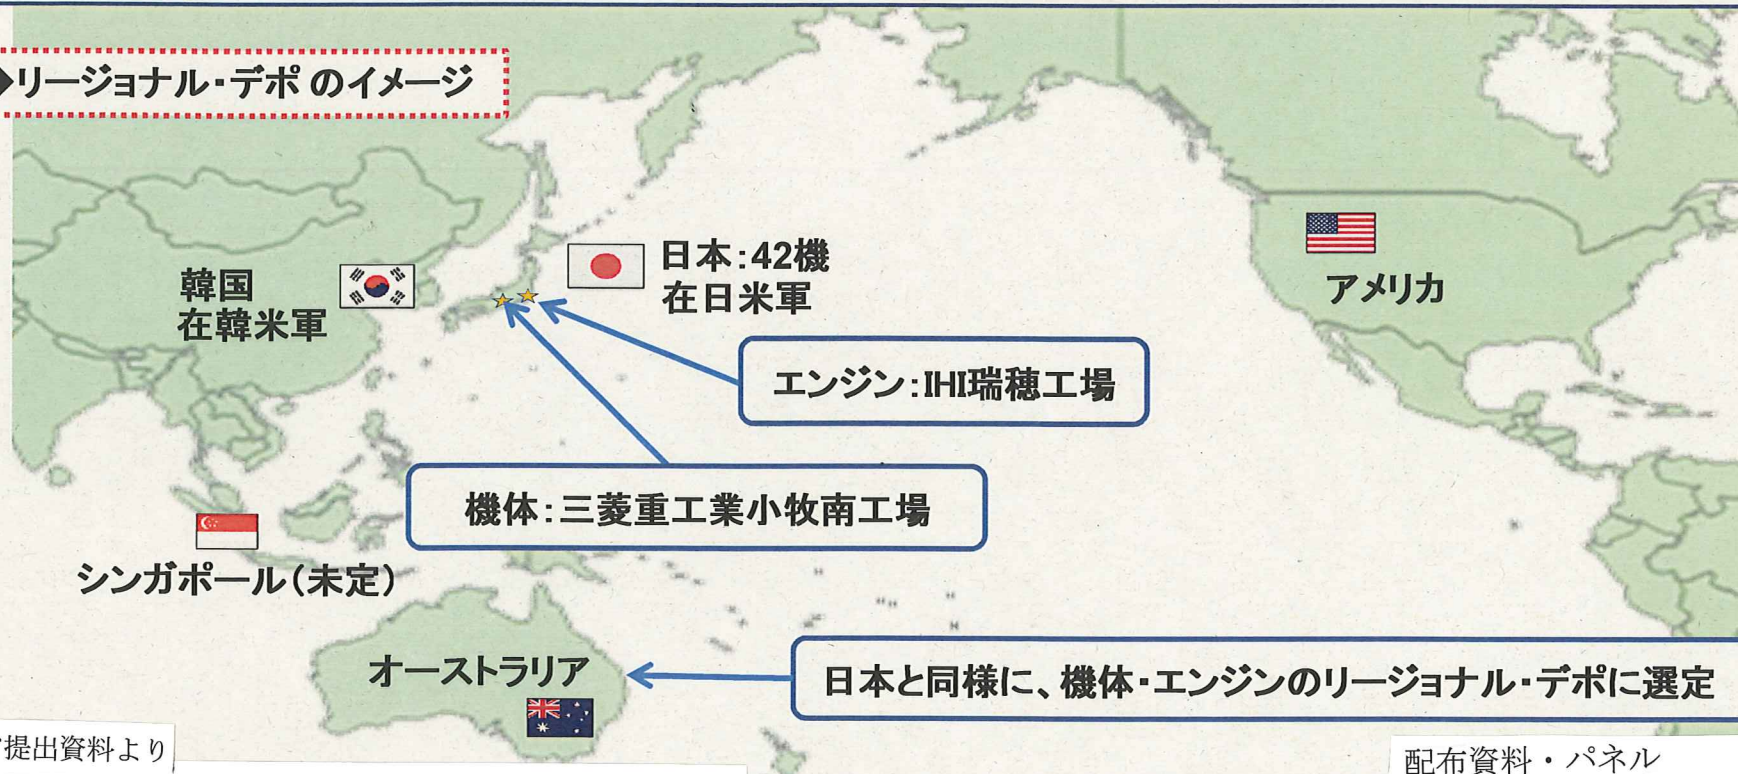 ◆リージョナル・デポ のイメージ
日本:42機
在日米軍
韓国
在韓米軍
アメリカ
エンジン:IHI瑞穂工場
機体:三菱重工業小牧南工場
シンガポール(未定)
オーストラリア
日本と同様に、機体・エンジンのリージョナル・デポに選定
提出資料より
配布資料・パネル